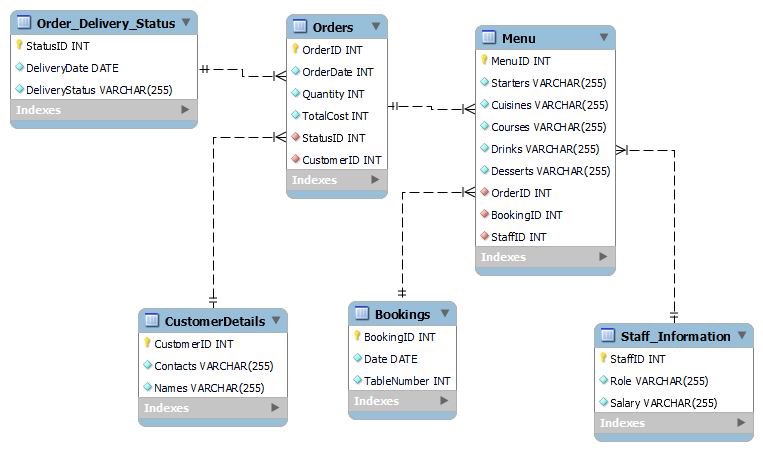 Order_Delivery_Status
StatusID INT
DeliveryDate DATE
DeliveryStatus VARCHAR(255)
Indexes
Orders
OrderID INT
OrderDate INT
Quantity INT
TotalCost INT
StatusID INT
CustomerID INT
Indexes
Menu
MenuID INT
Starters VARCHAR(255)
Cuisines VARCHAR(255)
Courses VARCHAR(255)
Drinks VARCHAR(255)
Desserts VARCHAR(255)
OrderID INT
BookingID INT
StaffID INT
Indexes
CustomerDetails
CustomerID INT
Contacts VARCHAR(255)
Names VARCHAR(255)
Indexes
Bookings
BookingID INT
Date DATE
TableNumber INT
Indexes
Staff_Information
StaffID INT
Role VARCHAR(255)
Salary VARCHAR(255)
Indexes